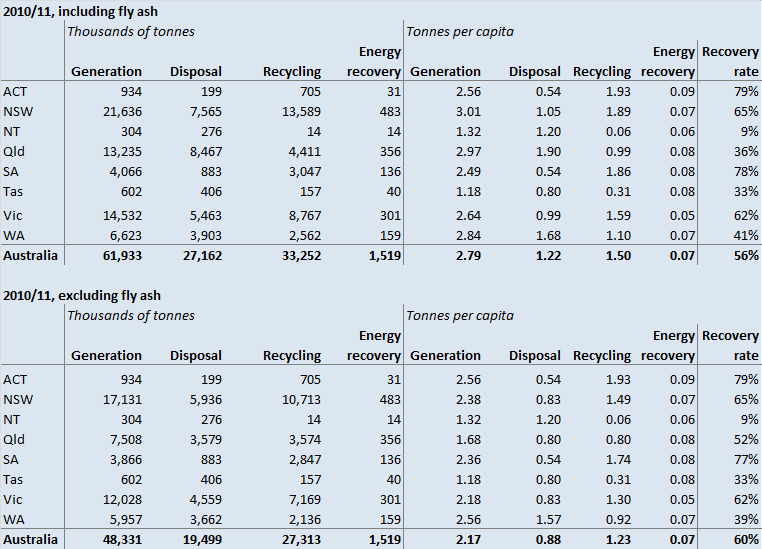 2010/11, including fly ash
Thousands of tonnes Tonnes per capita
Energy Energy Recovery
Generation Disposal Recycling recovery Generation Disposal Recycling recovery rate
ACT 934 199 705 31 2.56 0.54 1.93 0.09 79%
NSW 21,636 7,565 13,589 483 3.01 1.05 1.89 0.07 65%
NT 304 276 14 14 1.32 1.20 0.06 0.06 9%
Qld 13,235 8,467 4,411 356 2.97 1.90 0.99 0.08 36%
SA 4,066 883 3,047 136 2.49 0.54 1.86 0.08 78%
Tas 602 406 157 40 1.18 0.80 0.31 0.08 33%
Vic 14,532 5,463 8,767 301 2.64 0.99 1.59 0.05 62%
WA 6,623 3,903 2,562 159 2.84 1.68 1.10 0.07 41%
Australia 61,933 27,162 33,252 1,519 2.79 1.22 1.50 0.07 56%
2010/11, excluding fly ash
Thousands of tonnes Tonnes per capita
Energy Energy Recovery
Generation Disposal Recycling recovery Generation Disposal Recycling recovery rate
ACT 934 199 705 31 2.56 0.54 1.93 0.09 79%
NSW 17,131 5,936 10,713 483 2.38 0.83 1.49 0.07 65%
NT 304 276 14 14 1.32 1.20 0.06 0.06 9%
Qld 7,508 3,579 3,574 356 1.68 0.80 0.80 0.08 52%
SA 3,866 883 2,847 136 2.36 0.54 1.74 0.08 77%
Tas 602 406 157 40 1.18 0.80 0.31 0.08 33%
Vic 12,028 4,559 7,169 301 2.18 0.83 1.30 0.05 62%
WA 5,957 3,662 2,136 159 2.56 1.57 0.92 0.07 39%
Australia 48,331 19,499 27,313 1,519 2.17 0.88 1.23 0.07 60%